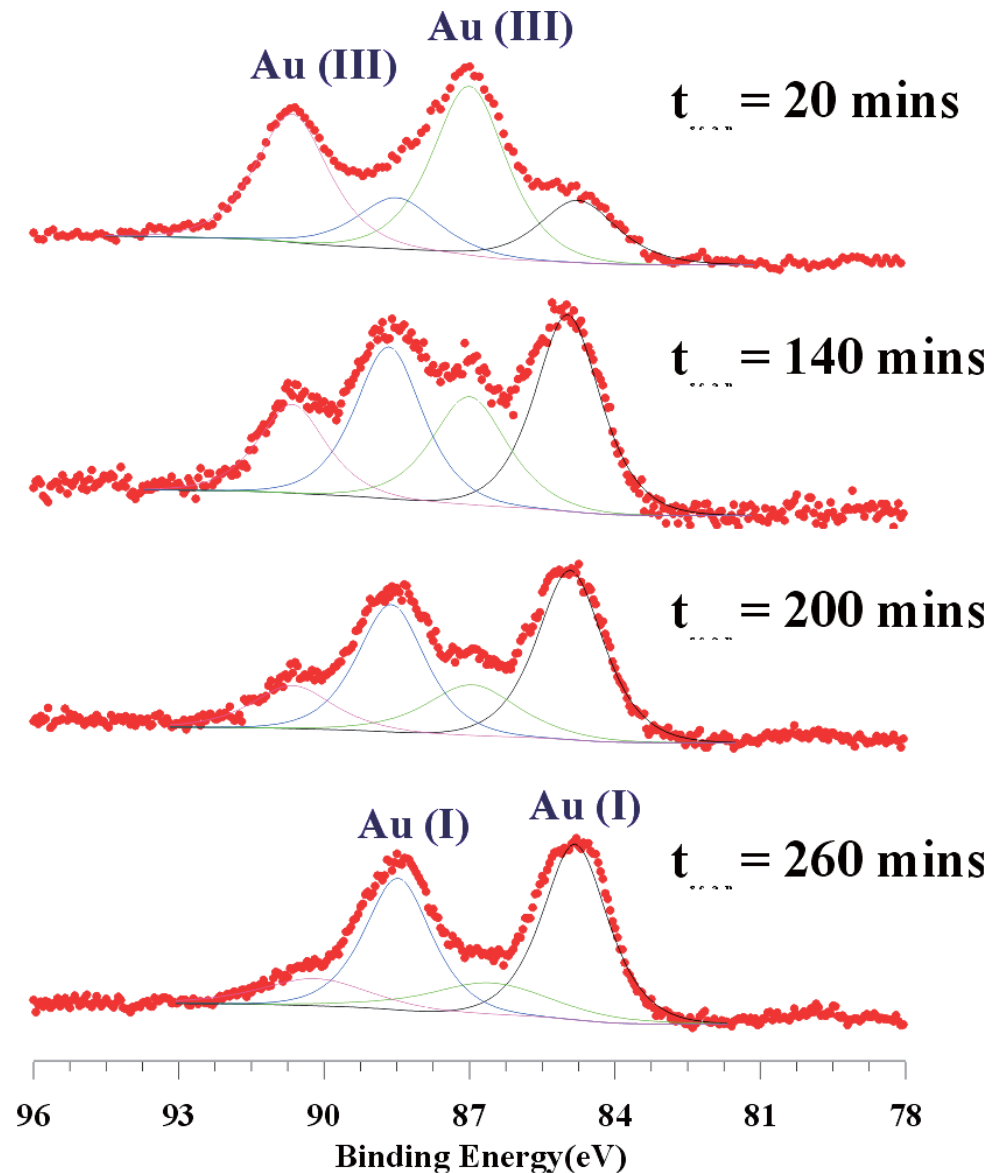 Au (III)
Au (III)
t = 20 mins
t = 140 mins
t = 200 mins
Au (I)
Au (I)
t = 260 mins
96 93 90 87 84 81 78
Binding Energy(eV)